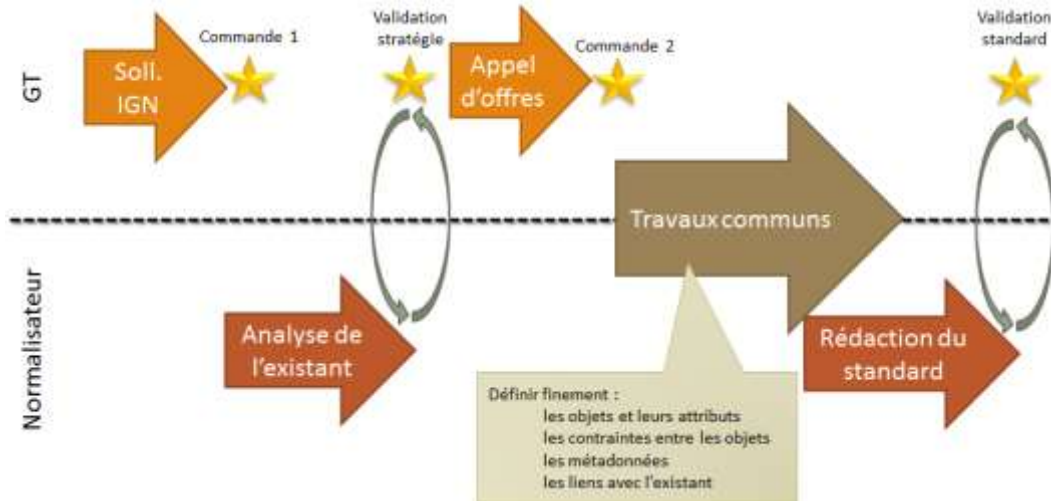 GT
Soll.
IGN
Commande 1
Validation
stratégie
Appel
d'offres
Commande 2
Validation
standard
Travaux communs
Normalisateur
Analyse de
l'existant
Rédaction du
standard
Définir finement :
les objets et leurs attributs
les contraintes entre les objets
les métadonnées
les liens avec l'existant